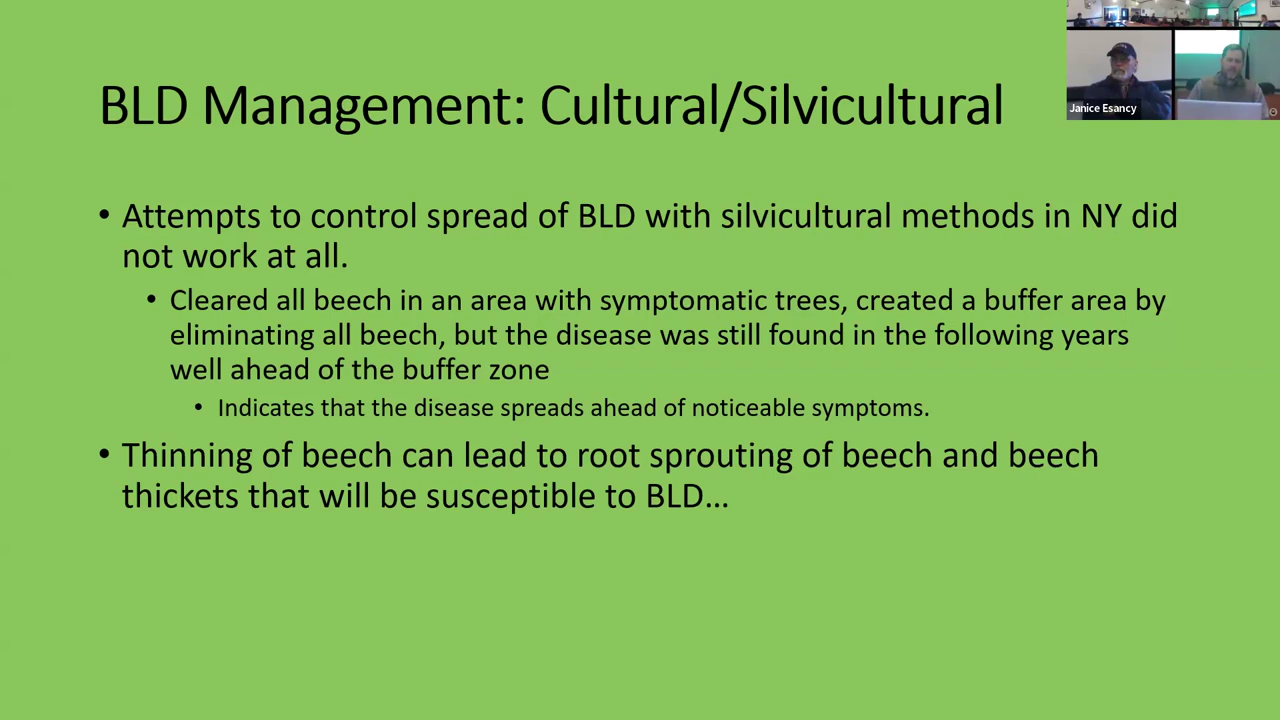 BLD Management: Cultural/Silvicultural
Janice Esancy
• Attempts to control spread of BLD with silvicultural methods in NY did
not work at all.
• Cleared all beech in an area with symptomatic trees, created a buffer area by
eliminating all beech, but the disease was still found in the following years
well ahead of the buffer zone
• Indicates that the disease spreads ahead of noticeable symptoms.
• Thinning of beech can lead to root sprouting of beech and beech
thickets that will be susceptible to BLD...